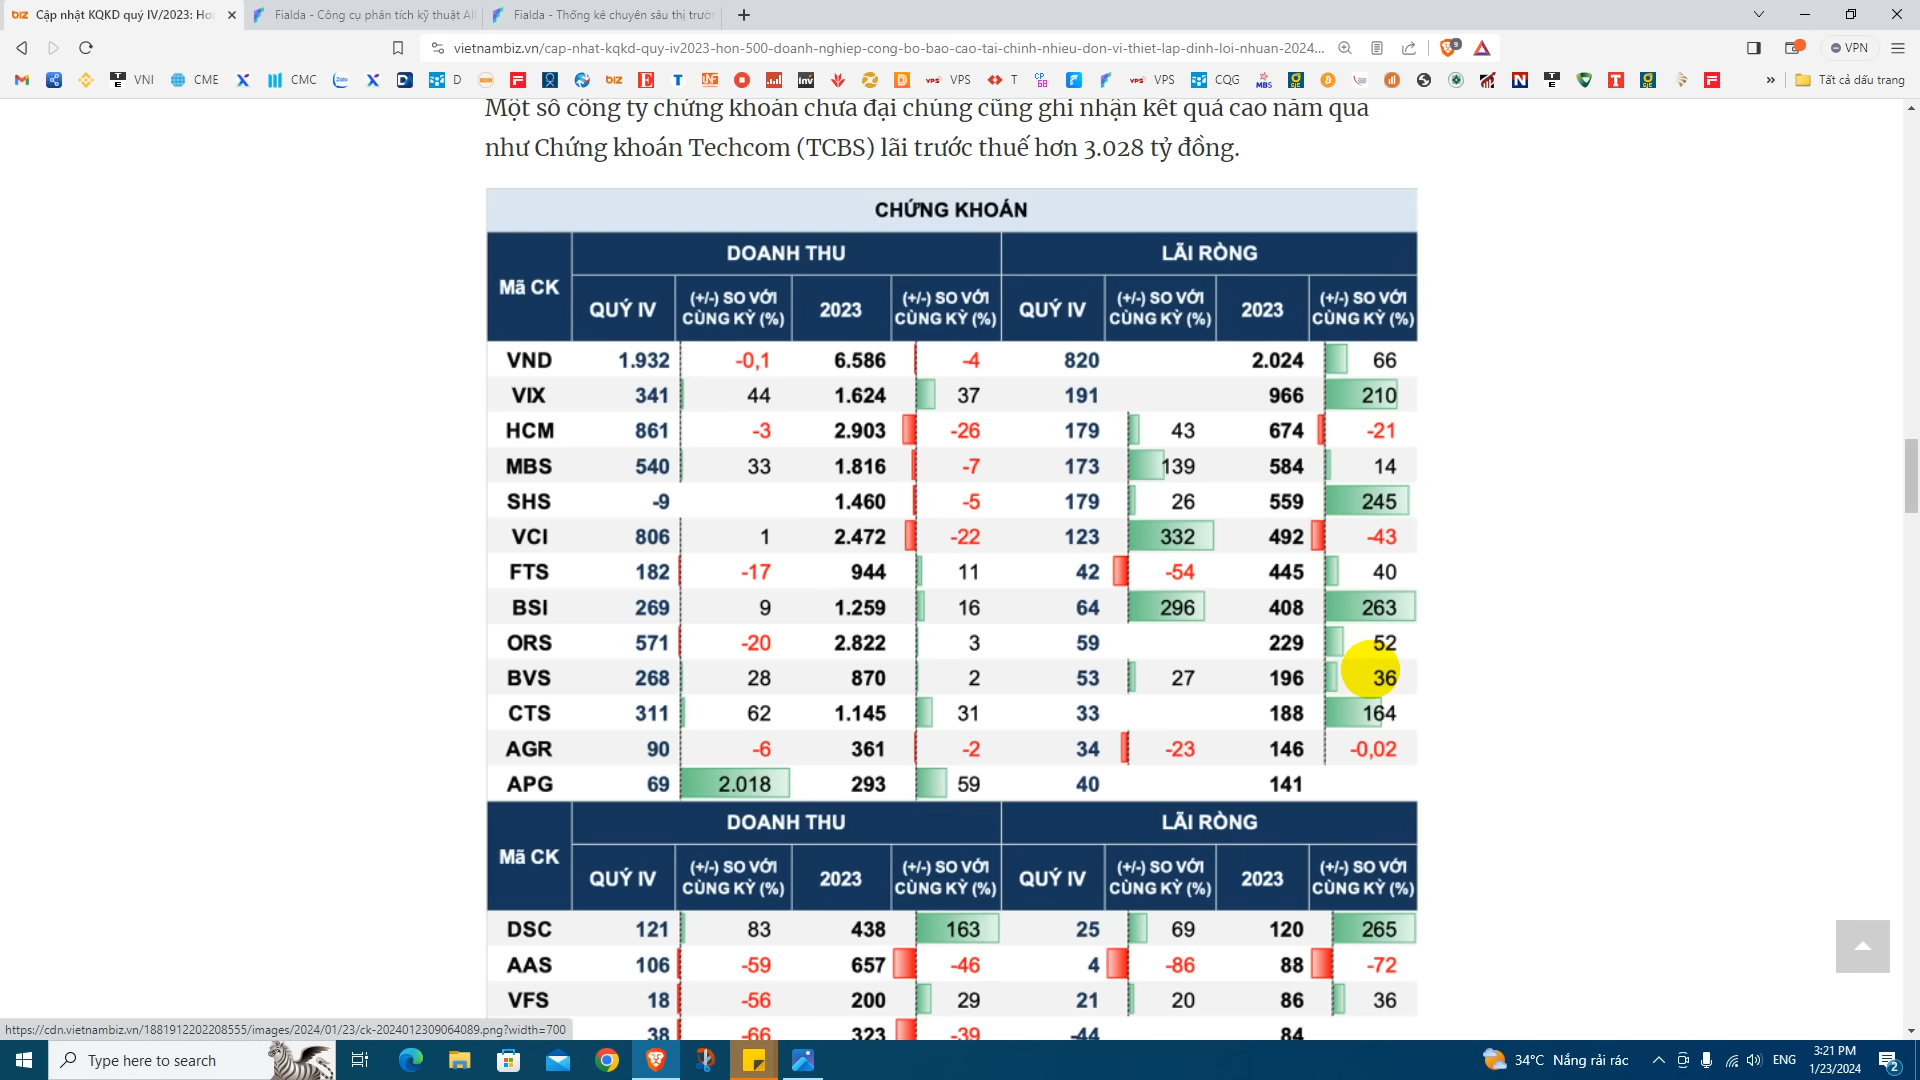 Cập nhật KQKD quý IV/2023: Hơ
Fialda - Công cụ phân tích kỹ thuật AI
Fialda - Thống kê chuyên sâu thị trườ
vietnambiz.vn/cap-nhat-kqkd-quy-iv2023-hon-500-doanh-nghiep-cong-bo-bao-cao-tai-chinh-nhieu-don-vi-thiet-lap-dinh-loi-nhuan-2024...
VPN
VNI CME CMC D VPS T VPS CQG Tất cả dấu trang
Một số công ty chứng khoán chưa đại chúng cũng ghi nhận kết quả cao năm qua
như Chứng khoán Techcom (TCBS) lãi trước thuế hơn 3.028 tỷ đồng.
CHỨNG KHOÁN
Mã CK DOANH THU LÃI RÒNG
QUÝ IV (+/-) SO VỚI CÙNG KỲ (%) 2023 (+/-) SO VỚI CÙNG KỲ (%) QUÝ IV (+/-) SO VỚI CÙNG KỲ (%) 2023 (+/-) SO VỚI CÙNG KỲ (%)
VND 1.932 -0,1 6.586 -4 820 2.024 66
VIX 341 44 1.624 37 191 966 210
HCM 861 -3 2.903 -26 179 43 674 -21
MBS 540 33 1.816 -7 173 139 584 14
SHS -9 1.460 -5 179 26 559 245
VCI 806 1 2.472 -22 123 332 492 -43
FTS 182 -17 944 11 42 -54 445 40
BSI 269 9 1.259 16 64 296 408 263
ORS 571 -20 2.822 3 59 229 52
BVS 268 28 870 2 53 27 196 36
CTS 311 62 1.145 31 33 188 164
AGR 90 -6 361 -2 34 -23 146 -0,02
APG 69 2.018 293 59 40 141
Mã CK DOANH THU LÃI RÒNG
QUÝ IV (+/-) SO VỚI CÙNG KỲ (%) 2023 (+/-) SO VỚI CÙNG KỲ (%) QUÝ IV (+/-) SO VỚI CÙNG KỲ (%) 2023 (+/-) SO VỚI CÙNG KỲ (%)
DSC 121 83 438 163 25 69 120 265
AAS 106 -59 657 -46 4 -86 88 -72
VFS 18 -56 200 29 21 20 86 36
38 -66 323 -39 -44 84
https://cdn.vietnambiz.vn/1881912202208555/images/2024/01/23/ck-2024012309064089.png?width=700
Type here to search
34°C Nắng rải rác
ENG
3:21 PM
1/23/2024
2